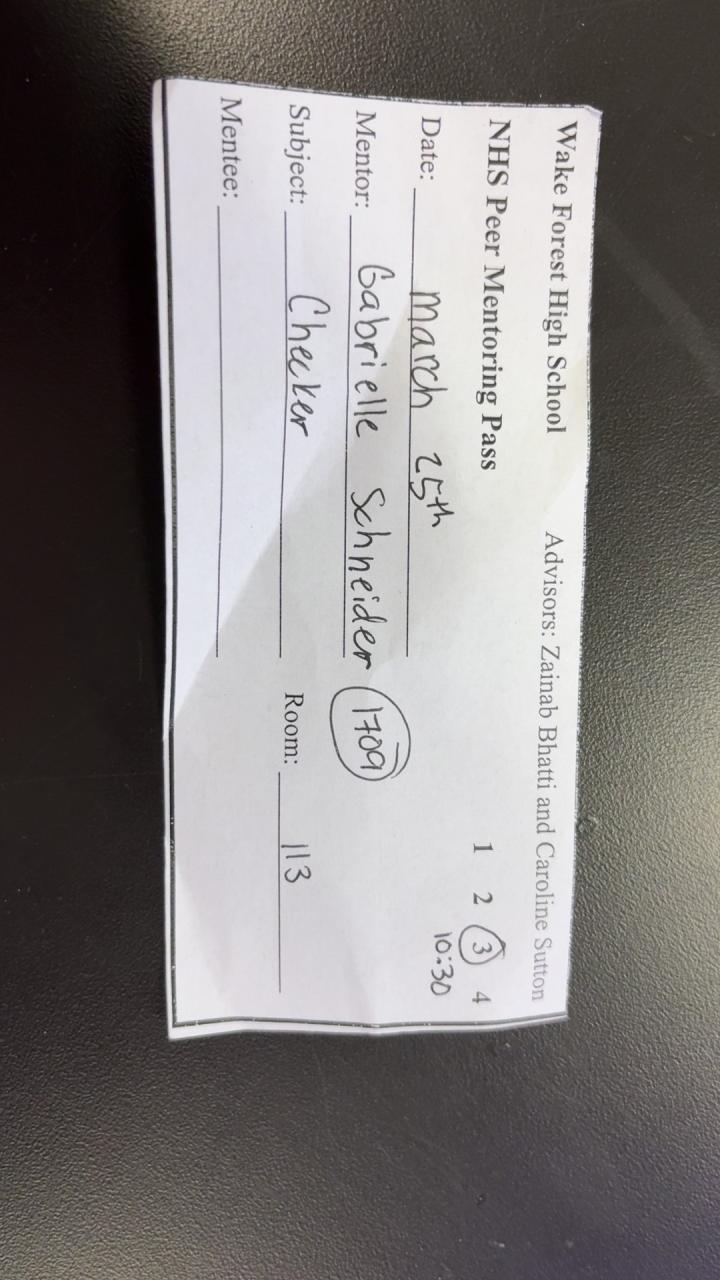 Wake Forest High School Advisors: Zainab Bhatti and Caroline Sutton
NHS Peer Mentoring Pass 1 2 3 4
10:30
Date: March 25th
Mentor: Gabrielle Schneider 1709
Subject: Checker Room: 113
Mentee: